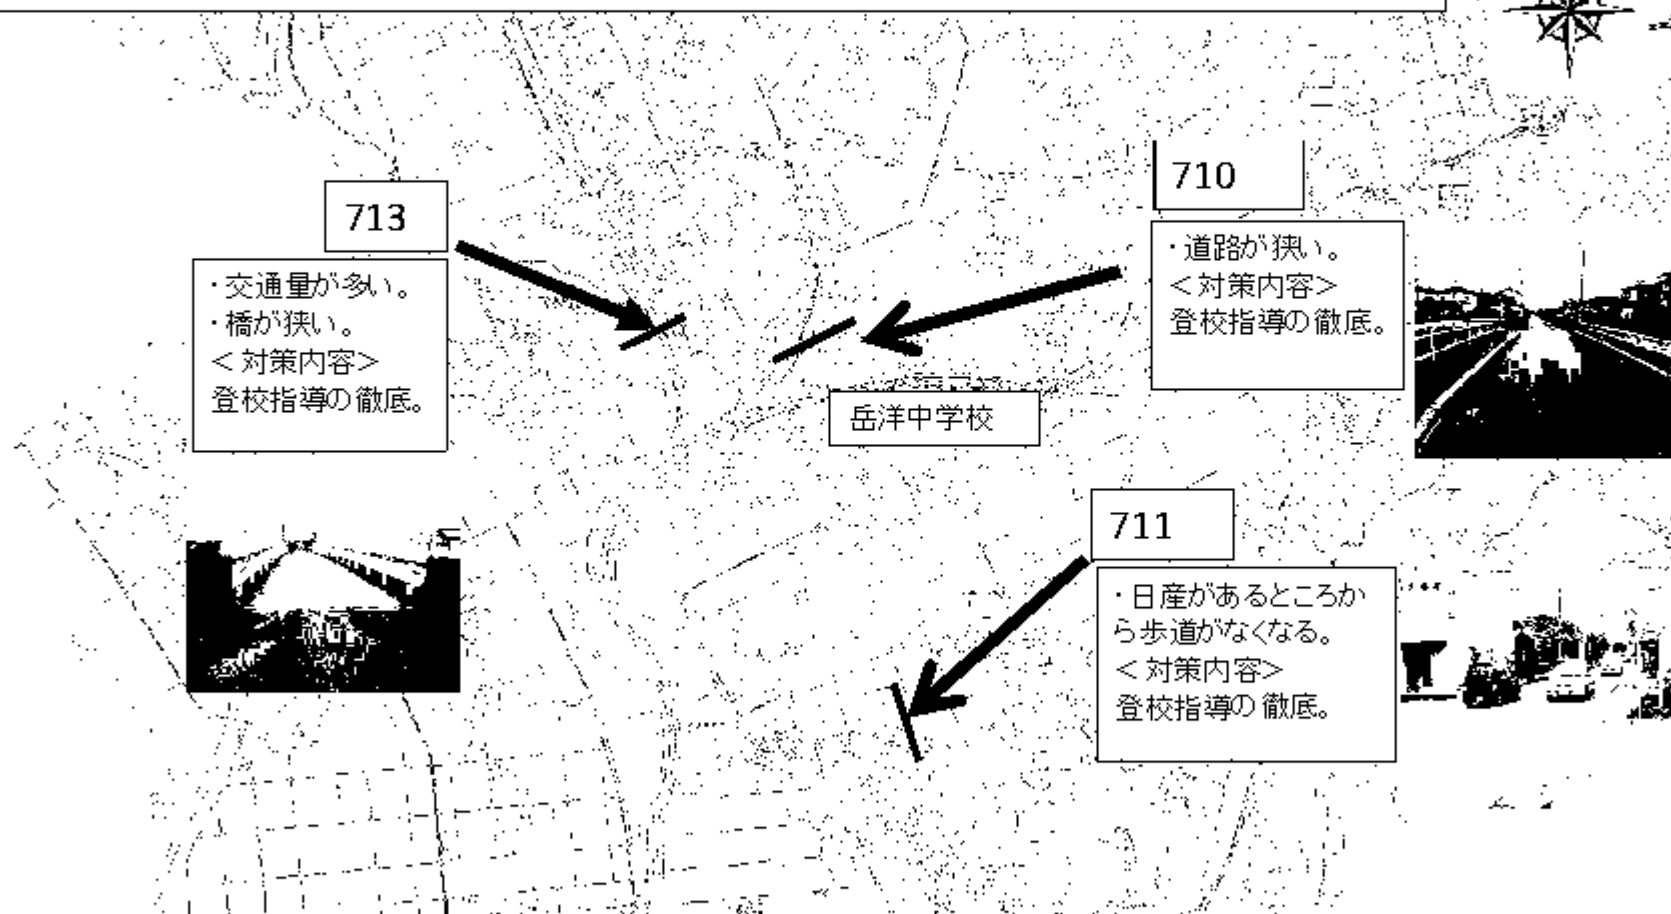 713
・交通量が多い。
・橋が狭い。
＜対策内容＞
登校指導の徹底。
710
・道路が狭い。
＜対策内容＞
登校指導の徹底。
岳洋中学校
711
・日産があるところか
ら歩道がなくなる。
＜対策内容＞
登校指導の徹底。